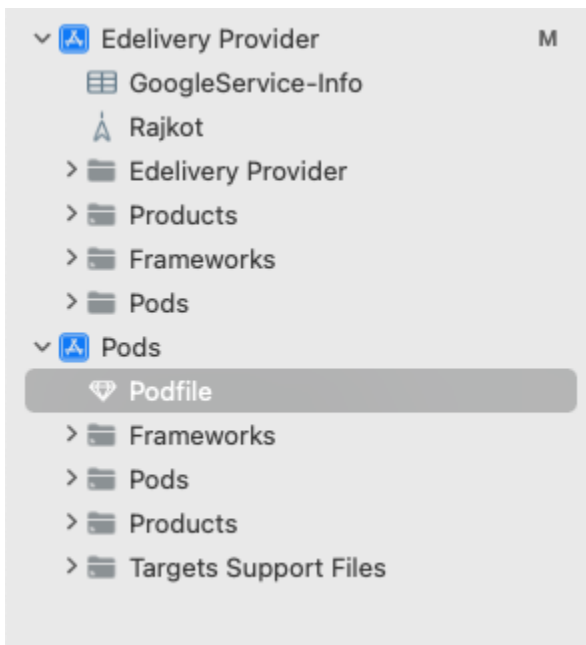 Edelivery Provider M
GoogleService-Info
Rajkot
Edelivery Provider
Products
Frameworks
Pods
Pods
Podfile
Frameworks
Pods
Products
Targets Support Files